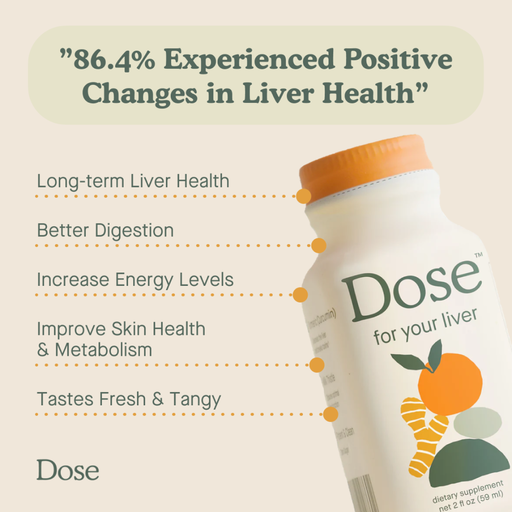 ”86.4% Experienced Positive
Changes in Liver Health”
Long-term Liver Health
Better Digestion
Increase Energy Levels
Improve Skin Health
& Metabolism
Tastes Fresh & Tangy
Dose
Dose™
for your liver
dietary supplement
net 2 fl oz (59 ml)